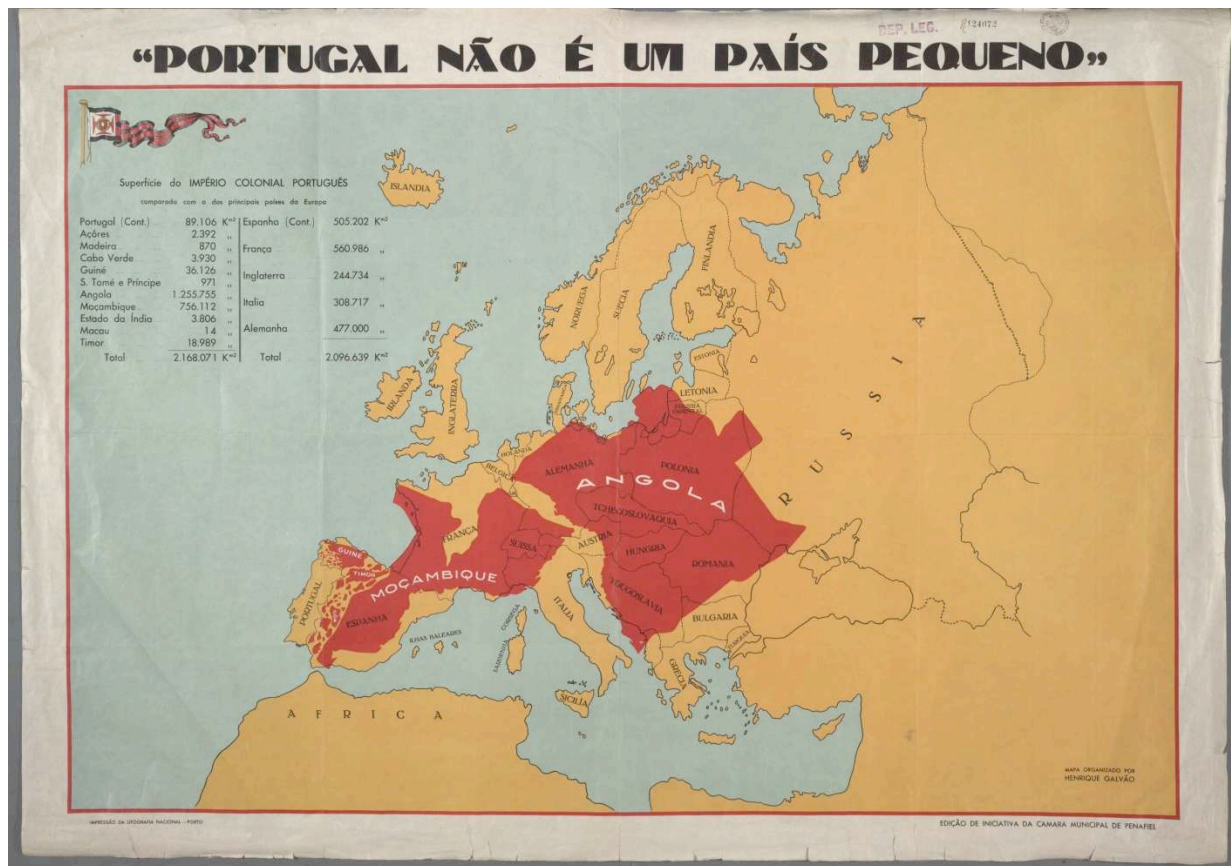 DEP. LEG.
124072
“PORTUGAL NÃO É UM PAÍS PEQUENO”
Superfície do IMPÉRIO COLONIAL PORTUGUÊS
comparada com o dos principais países da Europa
Portugal (Cont.) 89.106 Km² Espanha (Cont.) 505.202 Km²
Açôres 2.392 „
Madeira 870 „ França 560.986 „
Cabo Verde 3.930 „
Guiné 36.126 „ Inglaterra 244.734 „
S. Tomé e Príncipe 971 „
Angola 1.255.755 „ Italia 308.717 „
Moçambique 756.112 „
Estado da Índia 3.806 „
Macau 14 „ Alemanha 477.000 „
Timor 18.989 „
Total 2.168.071 Km² Total 2.096.639 Km²
ISLANDIA
NORUEGA
SUECIA
FINLANDIA
RUSSIA
ESTONIA
LETONIA
IRLANDA
INGLATERRA
HOLANDA
BELGICA
ALEMANHA
POLONIA
ANGOLA
TCHECOSLOVAQUIA
FRANÇA
SUISSA
AUSTRIA
HUNGRIA
ROMANIA
YOUGOSLAVIA
BULGARIA
TURQUIA
GRECIA
ITALIA
GUINÉ
TIMOR
MOÇAMBIQUE
PORTUGAL
ESPANHA
ILHAS BALEARES
CORSEGA
SARDENHA
SICILIA
AFRICA
MAPA ORGANIZADO POR
HENRIQUE GALVÃO
IMPRESSÃO DA LITOGRAFIA NACIONAL - PORTO
EDIÇÃO DE INICIATIVA DA CAMARA MUNICIPAL DE PENAFIEL